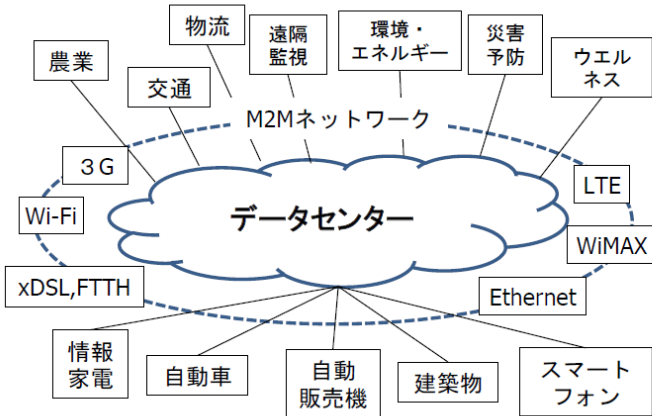 物流
遠隔
監視
環境・
エネルギー
災害
予防
農業
ウエル
ネス
交通
M2Mネットワーク
３G
LTE
Wi-Fi
データセンター
WiMAX
xDSL,FTTH
Ethernet
情報
家電
自動車
自動
販売機
建築物
スマート
フォン